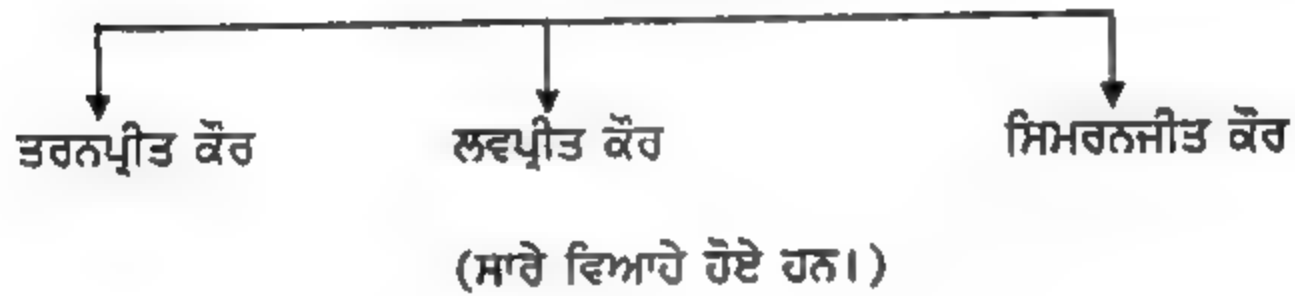 ਤਰਨਪ੍ਰੀਤ ਕੌਰ ਲਵਪ੍ਰੀਤ ਕੌਰ ਸਿਮਰਨਜੀਤ ਕੌਰ
(ਸਾਰੇ ਵਿਆਹੇ ਹੋਏ ਹਨ।)